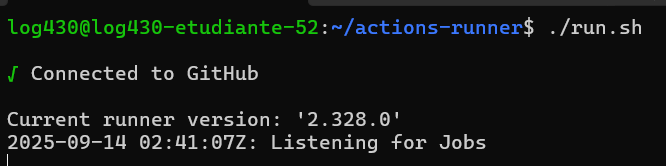 log430@log430-etudiante-52:~/actions-runner$ ./run.sh
√ Connected to GitHub
Current runner version: '2.328.0'
2025-09-14 02:41:07Z: Listening for Jobs